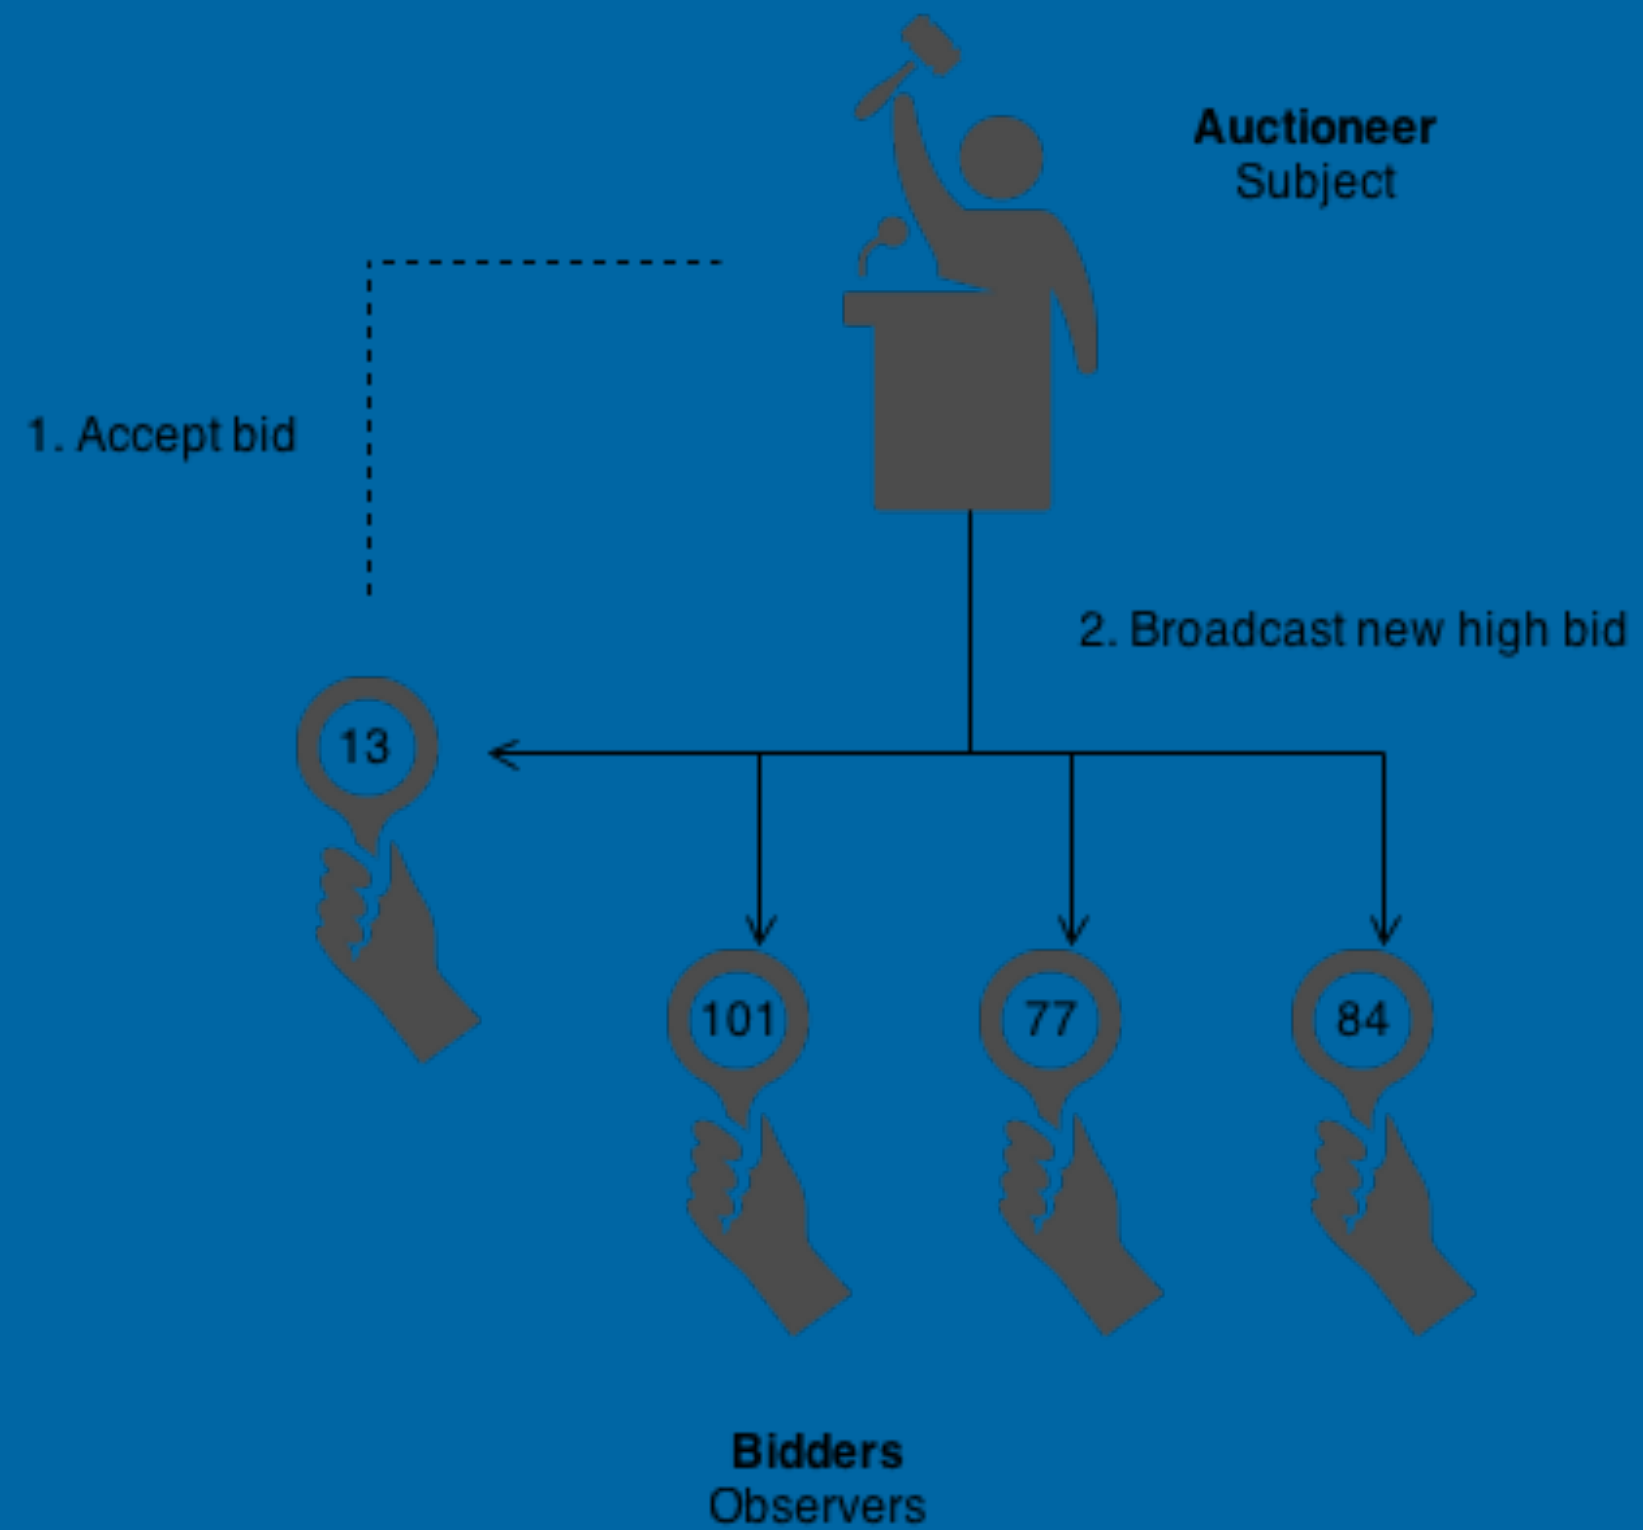 Auctioneer
Subject
1. Accept bid
2. Broadcast new high bid
13
101
77
84
Bidders
Observers